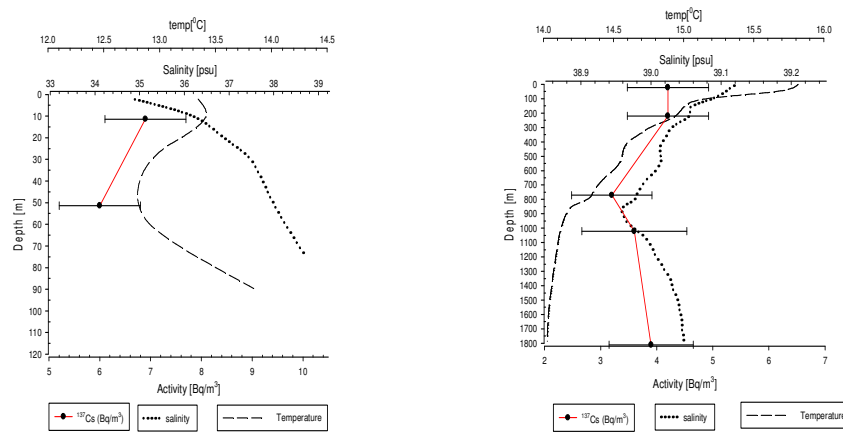 temp[⁰C]
12.0 12.5 13.0 13.5 14.0 14.5
Salinity [psu]
33 34 35 36 37 38 39
0
10
20
30
40
50
60
70
80
90
100
110
120
Depth [m]
5 6 7 8 9 10
Activity [Bq/m³]
¹³⁷Cs (Bq/m³) salinity Temperature
temp[⁰C]
14.0 14.5 15.0 15.5 16.0
Salinity [psu]
38.9 39.0 39.1 39.2
0
100
200
300
400
500
600
700
800
900
1000
1100
1200
1300
1400
1500
1600
1700
1800
Depth [m]
2 3 4 5 6 7
Activity [Bq/m³]
¹³⁷Cs (Bq/m³) salinity Temperature